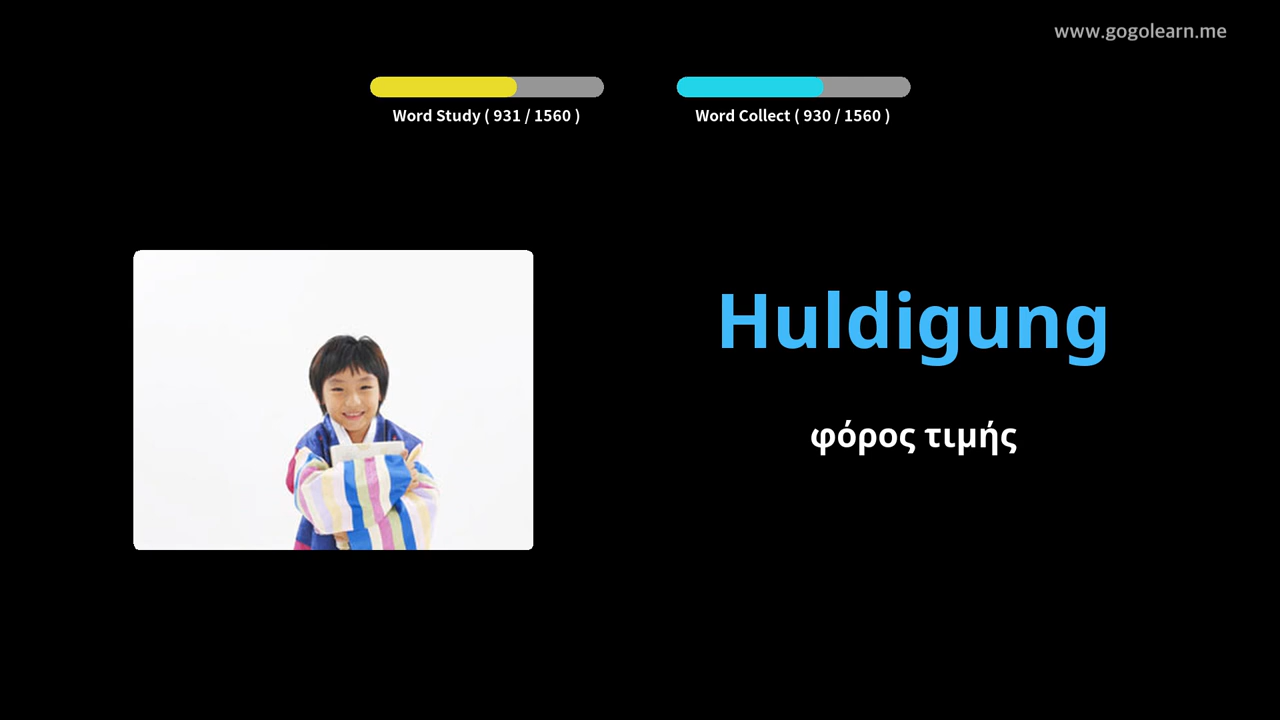 www.gogolearn.me
Word Study ( 931 / 1560 )
Word Collect ( 930 / 1560 )
Huldigung
φόρος τιμής